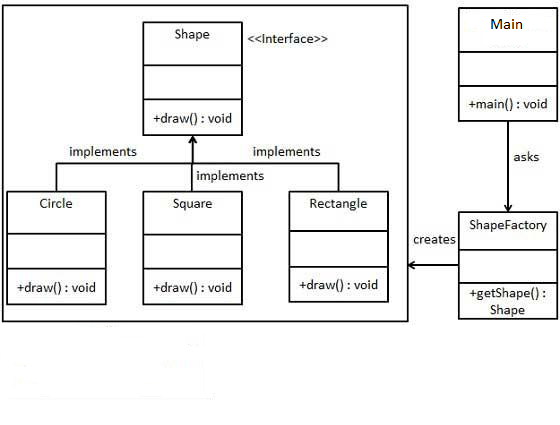 Shape
<<Interface>>
+draw() : void
implements
implements
implements
Circle
+draw() : void
Square
+draw() : void
Rectangle
+draw() : void
Main
+main() : void
asks
creates
ShapeFactory
+getShape() :
Shape